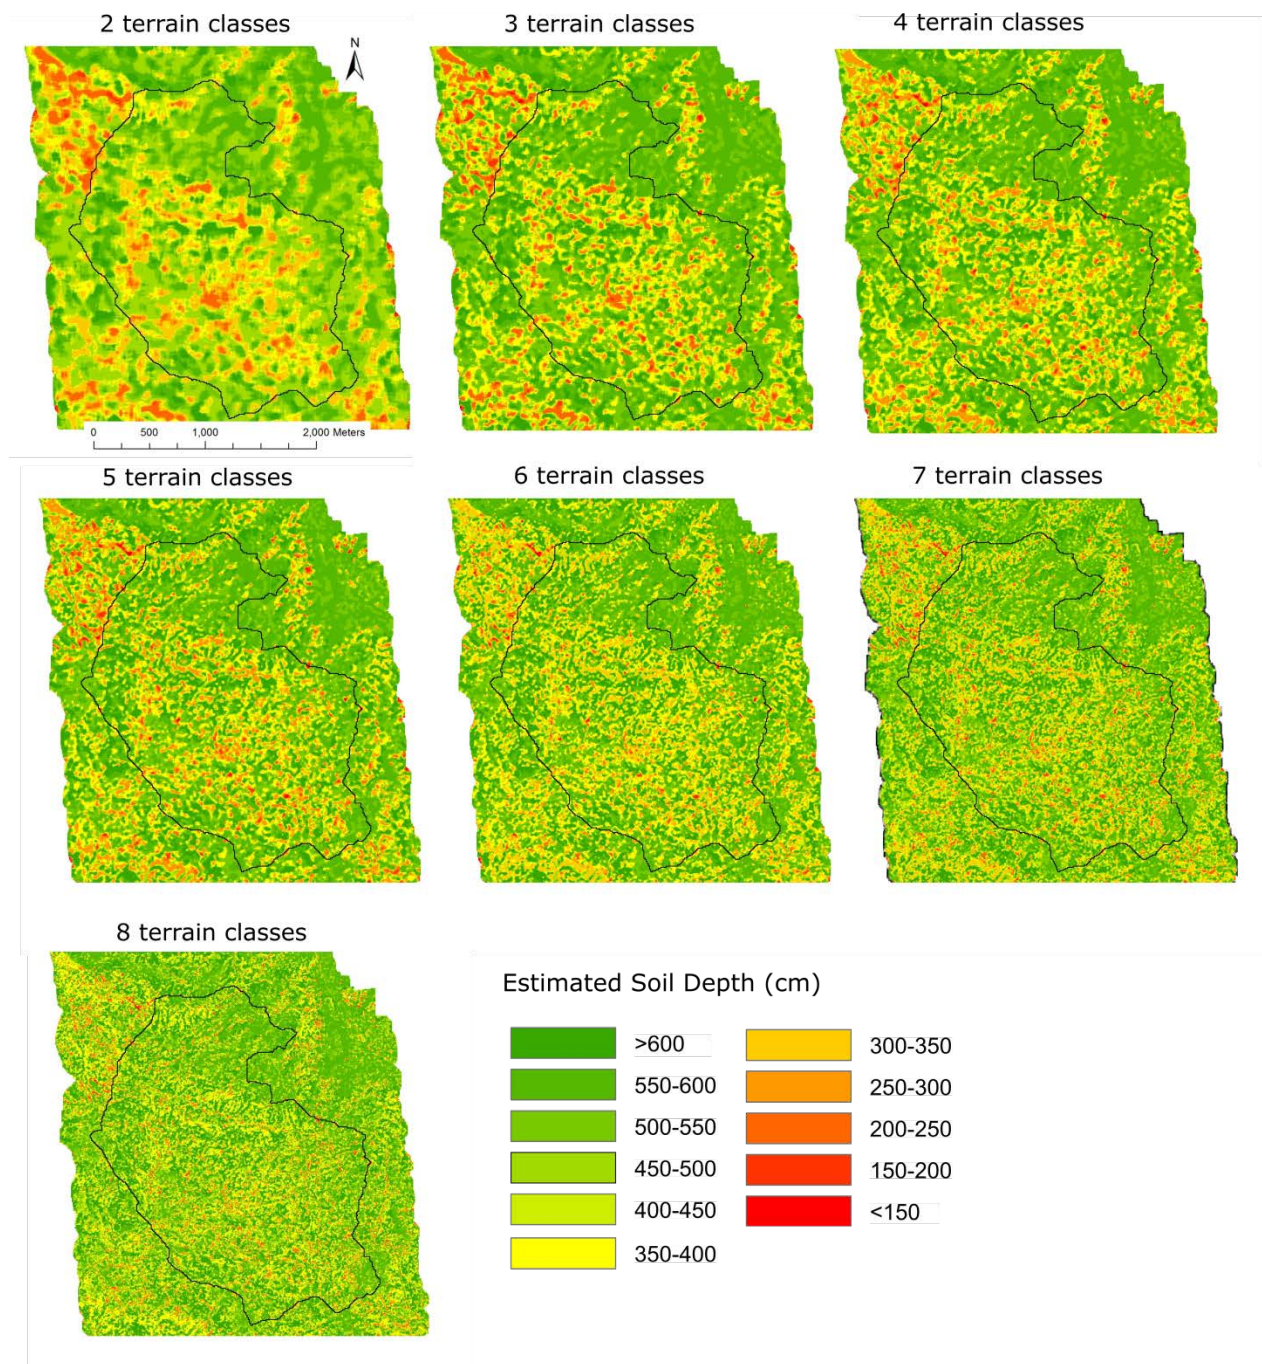 2 terrain classes
3 terrain classes
4 terrain classes
N
0 500 1,000 2,000 Meters
5 terrain classes
6 terrain classes
7 terrain classes
8 terrain classes
Estimated Soil Depth (cm)
>600
300-350
550-600
250-300
500-550
200-250
450-500
150-200
400-450
<150
350-400